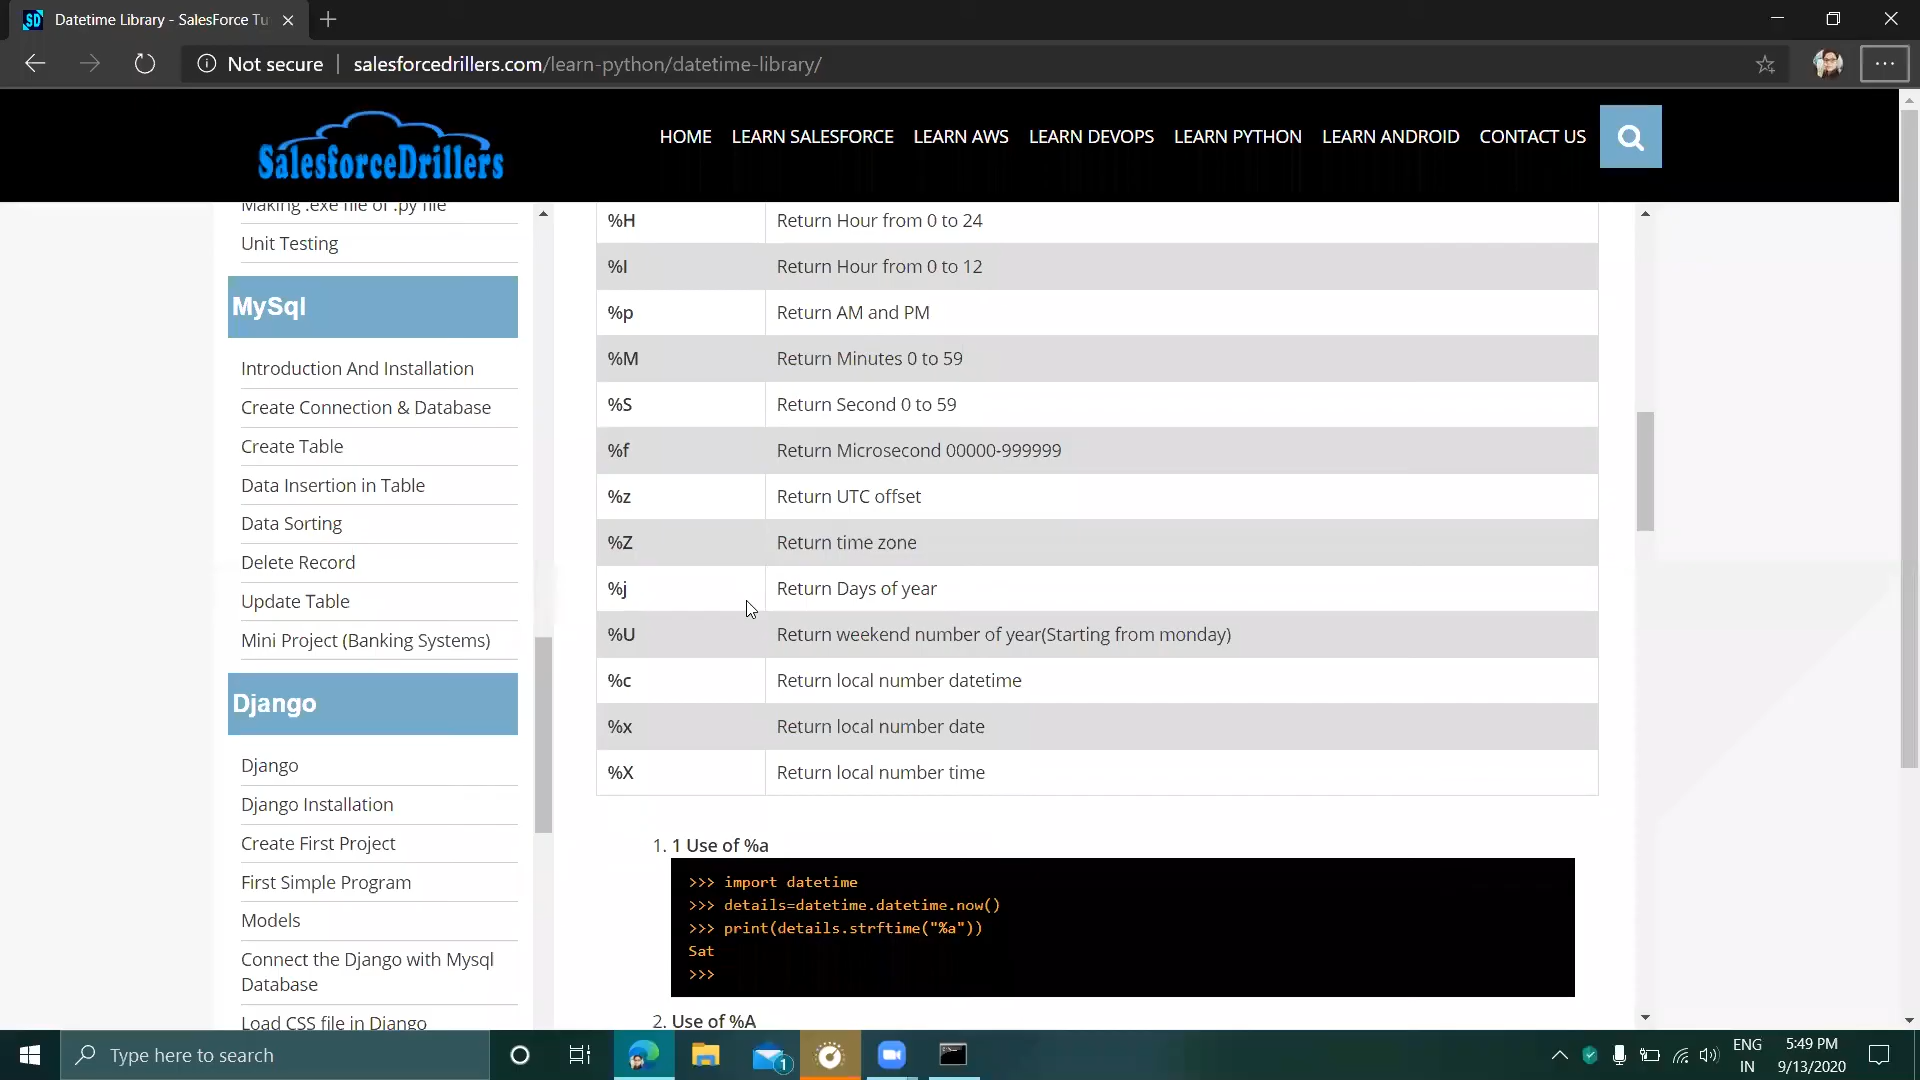 SD Datetime Library - SalesForce Tu
Not secure salesforcedrillers.com/learn-python/datetime-library/
SalesforceDrillers
HOME LEARN SALESFORCE LEARN AWS LEARN DEVOPS LEARN PYTHON LEARN ANDROID CONTACT US
Making .exe file of .py file
Unit Testing
MySql
Introduction And Installation
Create Connection & Database
Create Table
Data Insertion in Table
Data Sorting
Delete Record
Update Table
Mini Project (Banking Systems)
Django
Django
Django Installation
Create First Project
First Simple Program
Models
Connect the Django with Mysql
Database
Load CSS file in Django
%H Return Hour from 0 to 24
%I Return Hour from 0 to 12
%p Return AM and PM
%M Return Minutes 0 to 59
%S Return Second 0 to 59
%f Return Microsecond 00000-999999
%z Return UTC offset
%Z Return time zone
%j Return Days of year
%U Return weekend number of year(Starting from monday)
%c Return local number datetime
%x Return local number date
%X Return local number time
1. 1 Use of %a
>>> import datetime
>>> details=datetime.datetime.now()
>>> print(details.strftime("%a"))
Sat
>>>
2. Use of %A
Type here to search
1
ENG
IN
5:49 PM
9/13/2020